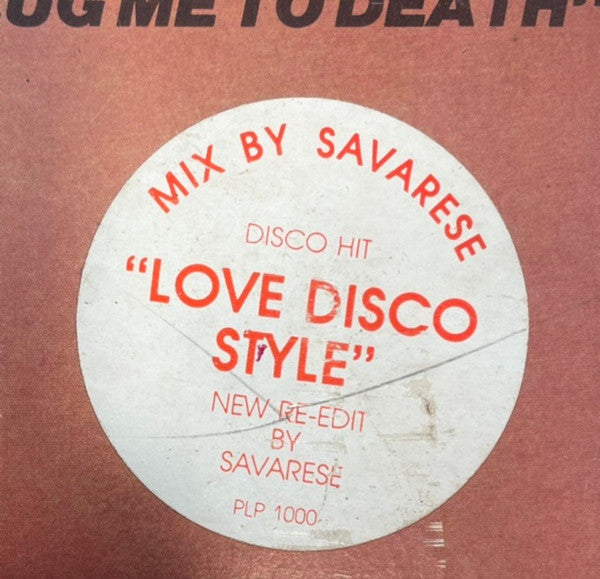 UG ME TO DEATH"
MIX BY SAVARESE
DISCO HIT
"LOVE DISCO
STYLE"
NEW RE-EDIT
BY
SAVARESE
PLP 1000